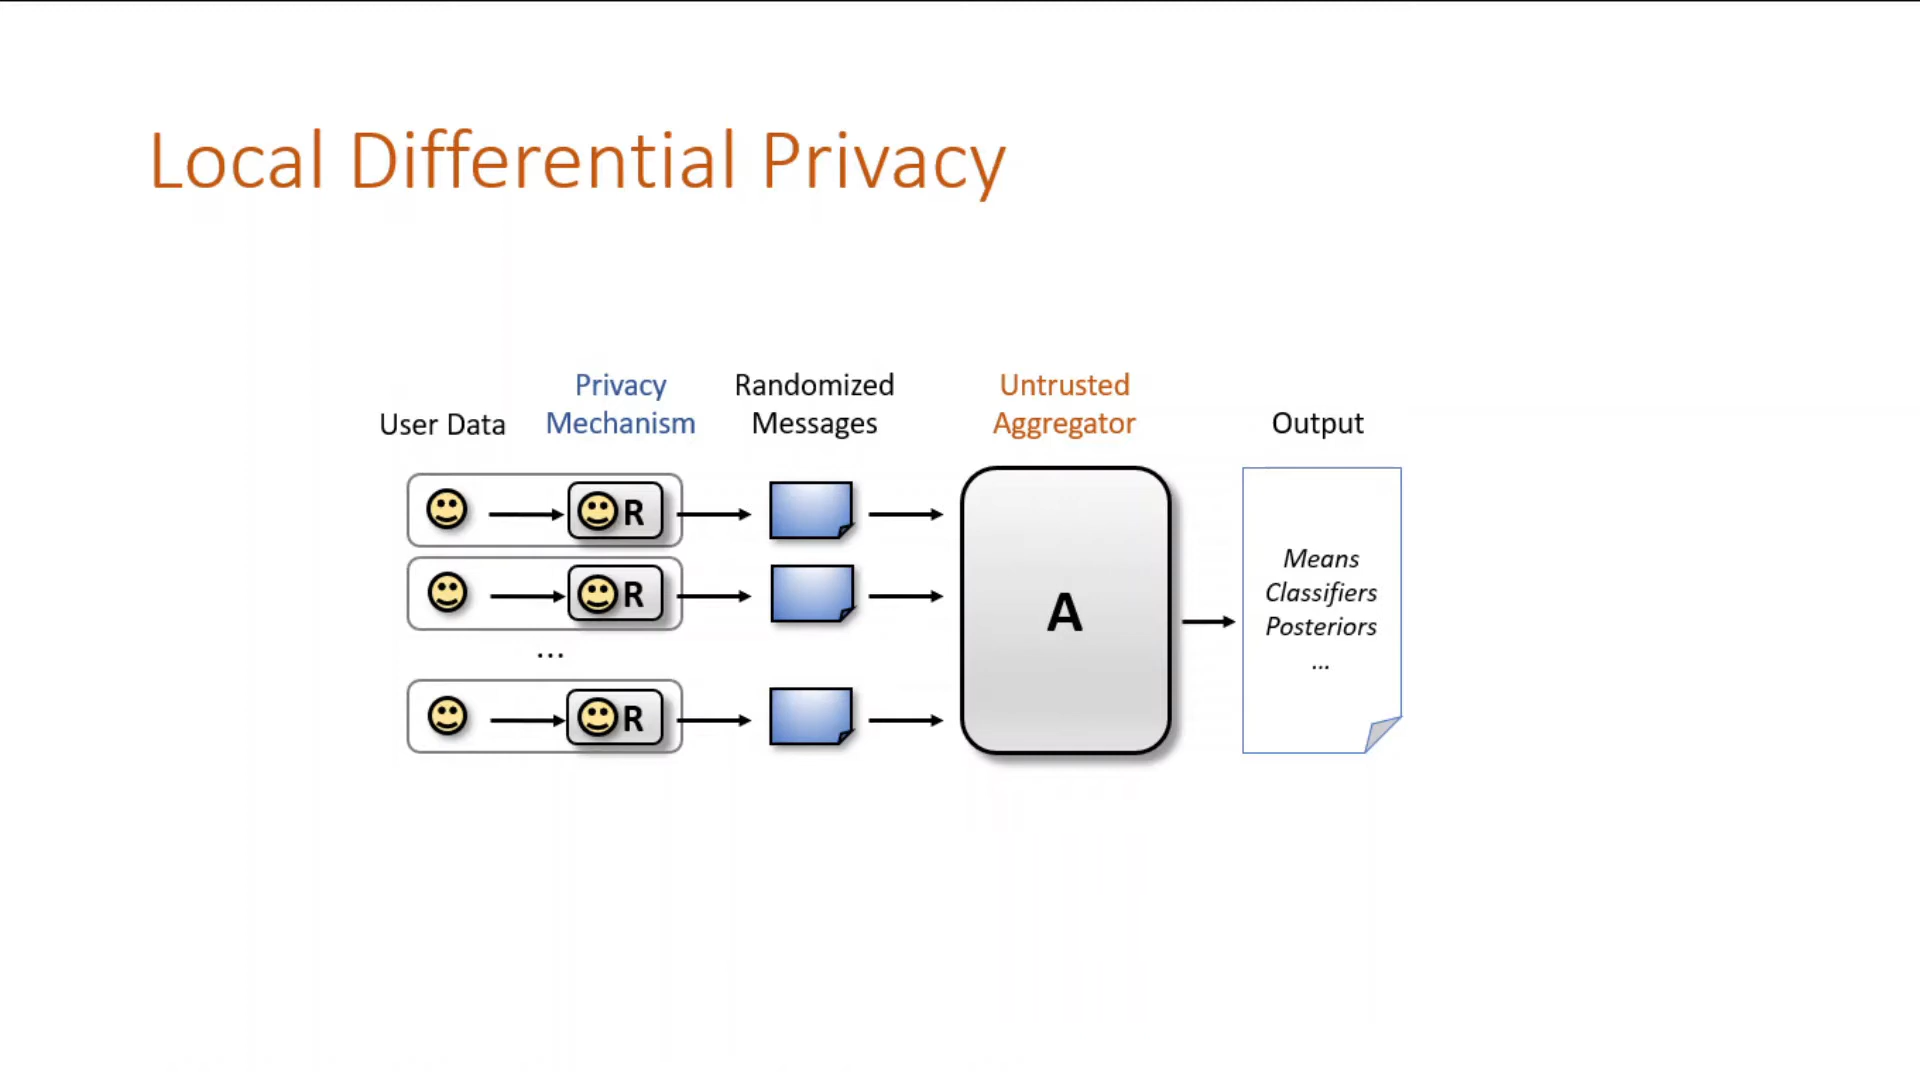 Local Differential Privacy
User Data
Privacy
Mechanism
Randomized
Messages
Untrusted
Aggregator
Output
R
R
...
R
A
Means
Classifiers
Posteriors
...